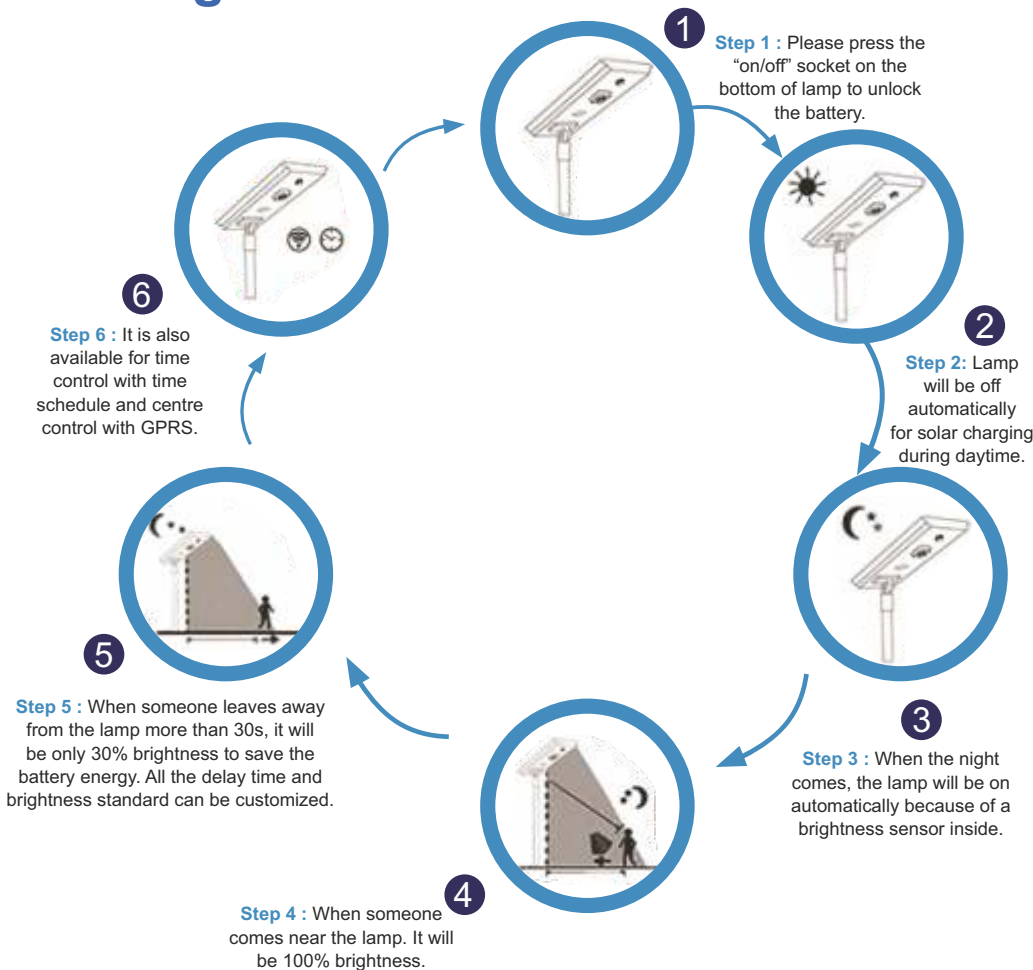 1
Step 1 : Please press the
“on/off” socket on the
bottom of lamp to unlock
the battery.
2
Step 2: Lamp
will be off
automatically
for solar charging
during daytime.
3
Step 3 : When the night
comes, the lamp will be on
automatically because of a
brightness sensor inside.
4
Step 4 : When someone
comes near the lamp. It will
be 100% brightness.
5
Step 5 : When someone leaves away
from the lamp more than 30s, it will
be only 30% brightness to save the
battery energy. All the delay time and
brightness standard can be customized.
6
Step 6 : It is also
available for time
control with time
schedule and centre
control with GPRS.